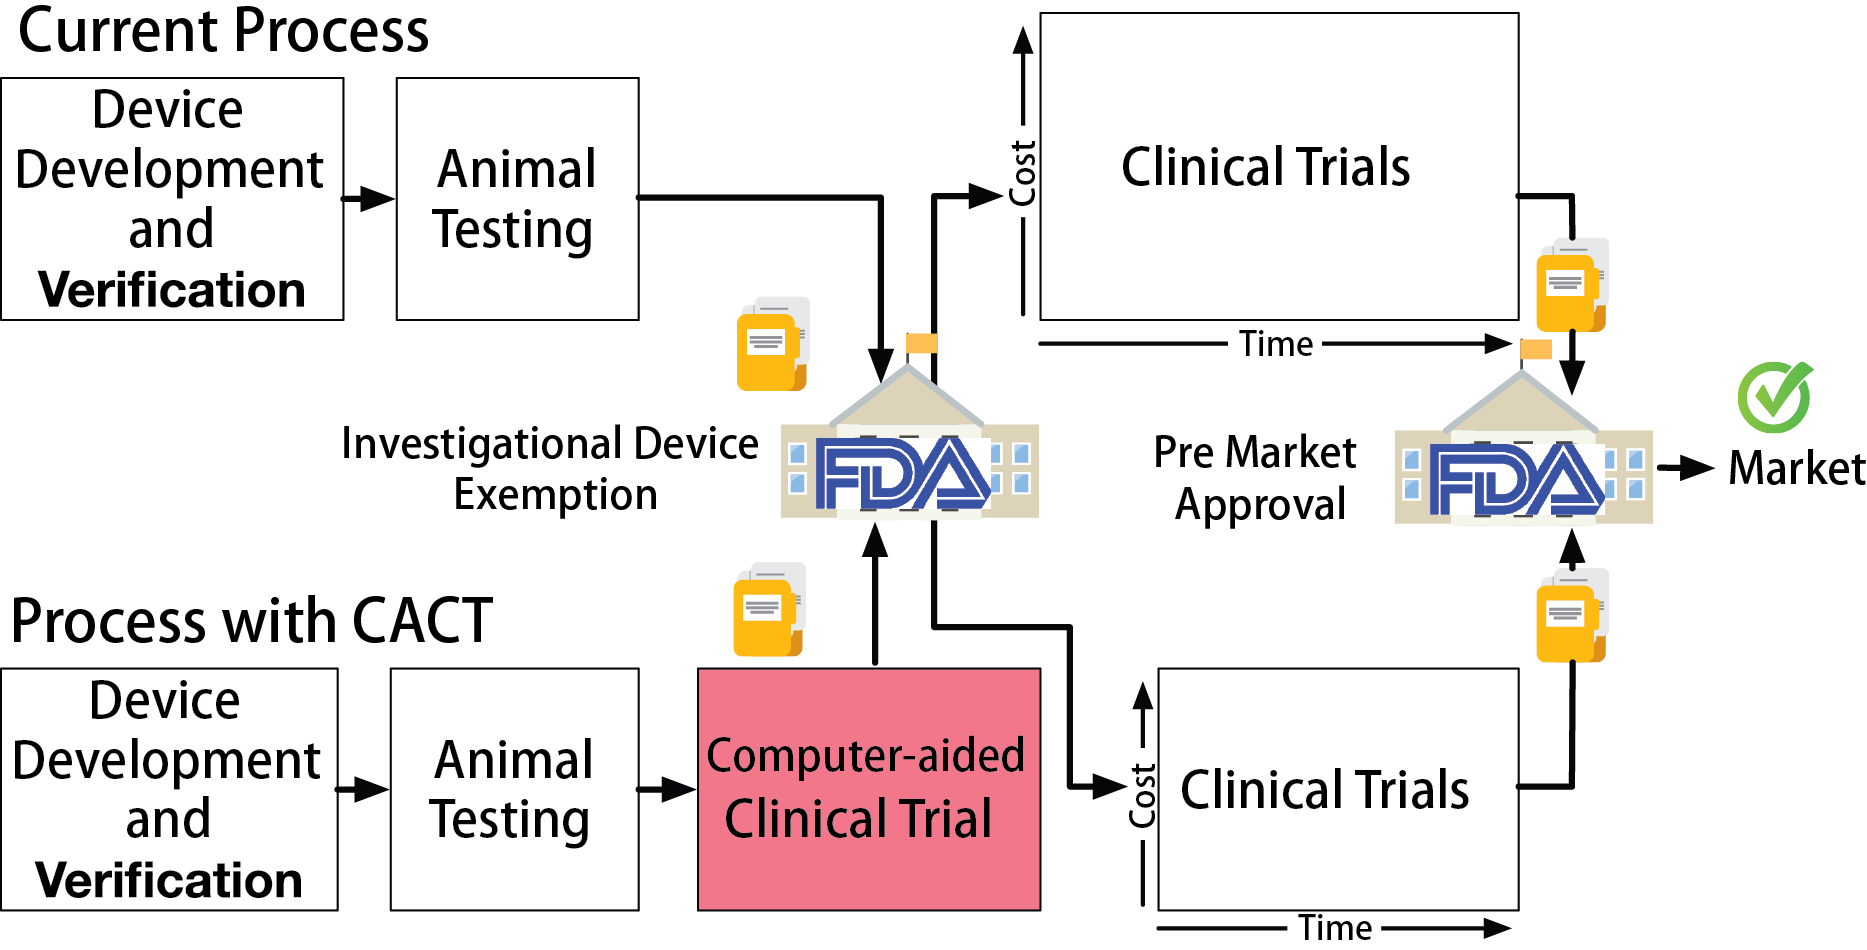 Current Process
Device
Development
and
Verification
Animal
Testing
Cost
Clinical Trials
Time
Investigational Device
Exemption
FDA
Pre Market
Approval
FDA
Market
Process with CACT
Device
Development
and
Verification
Animal
Testing
Computer-aided
Clinical Trial
Cost
Clinical Trials
Time